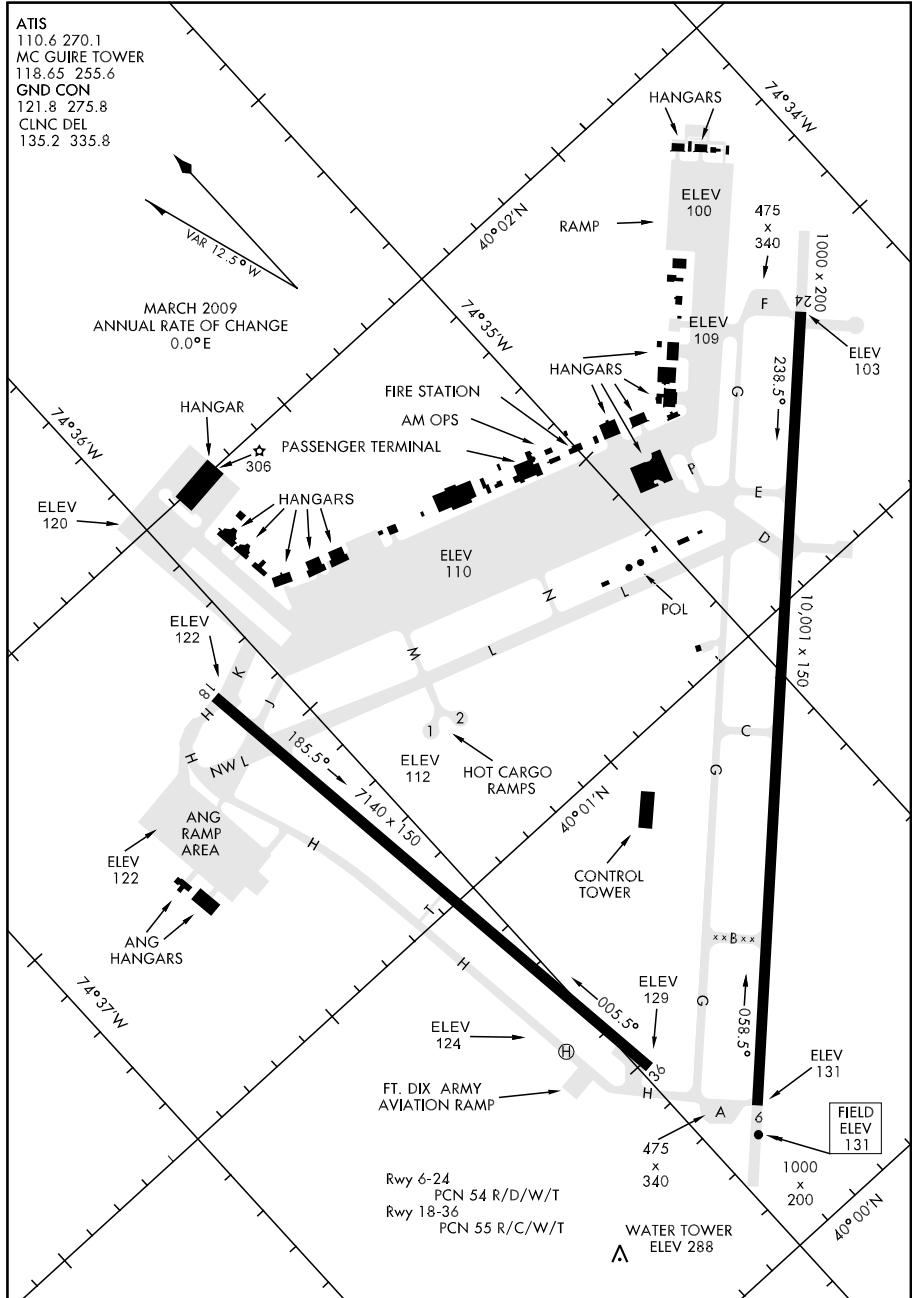 ATIS
110.6 270.1
MC GUIRE TOWER
118.65 255.6
GND CON
121.8 275.8
CLNC DEL
135.2 335.8
VAR 12.5° W
MARCH 2009
ANNUAL RATE OF CHANGE
0.0° E
74°34'W
HANGARS
ELEV
100
475
x
340
1000 x 200
RAMP
40°02'N
74°35'W
F
24
ELEV
109
ELEV
103
HANGARS
238.5°
G
FIRE STATION
AM OPS
HANGAR
PASSENGER TERMINAL
306
74°36'W
HANGARS
P
E
D
ELEV
120
ELEV
110
N
L
POL
10,001 x 150
ELEV
122
M
L
K
J
18
H
H
NW L
185.5°
7140 x 150
1
2
ELEV
112
HOT CARGO
RAMPS
C
G
40°01'N
ANG
RAMP
AREA
H
ELEV
122
CONTROL
TOWER
ANG
HANGARS
T
H
x x B x x
74°37'W
005.5°
ELEV
129
G
058.5°
ELEV
124
H
36
ELEV
131
FT. DIX ARMY
AVIATION RAMP
H
A
6
FIELD
ELEV
131
475
x
340
1000
x
200
Rwy 6-24
PCN 54 R/D/W/T
Rwy 18-36
PCN 55 R/C/W/T
WATER TOWER
ELEV 288
40°00'N